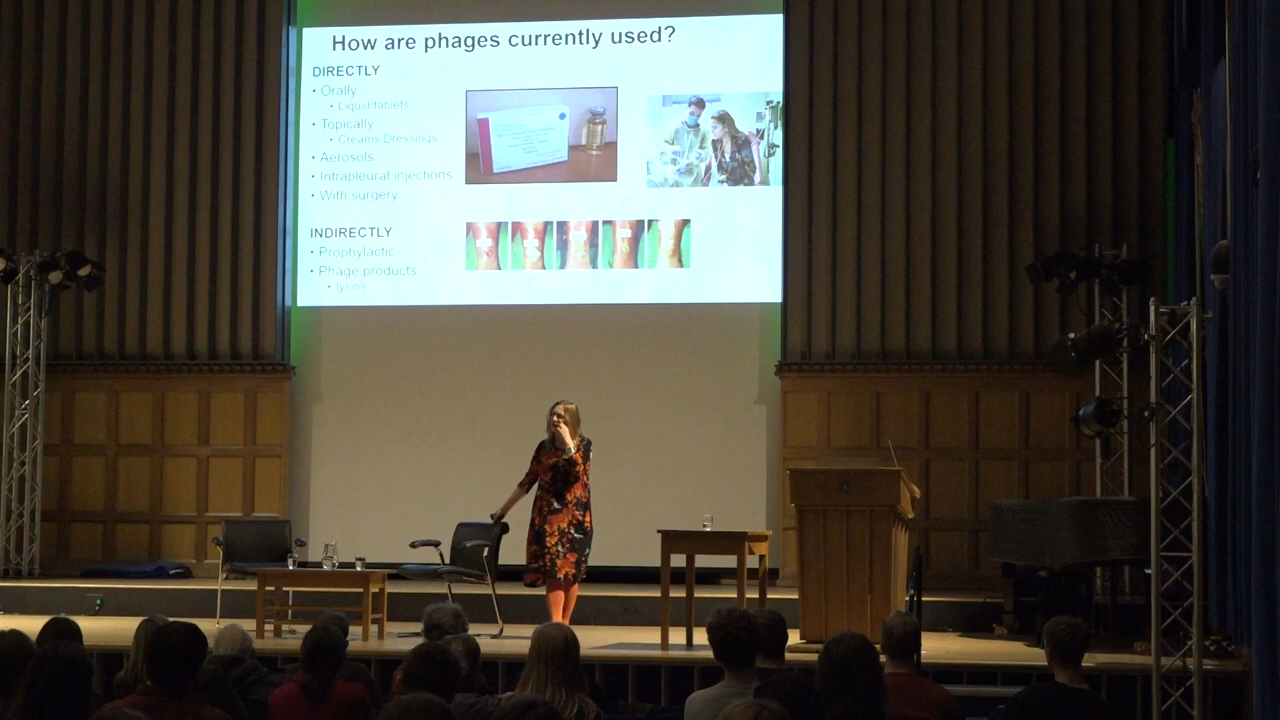 How are phages currently used?
DIRECTLY
• Orally
• Liquid/tablets
• Topically
• Creams Dressings
• Aerosols
• Intrapleural injections
• With surgery
INDIRECTLY
• Prophylactic
• Phage products
• lysins